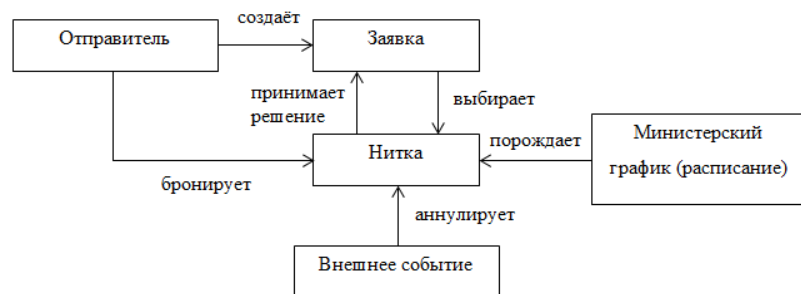 создаёт
Отправитель
Заявка
принимает
решение
выбирает
Министерский
график (расписание)
порождает
Нитка
бронирует
аннулирует
Внешнее событие